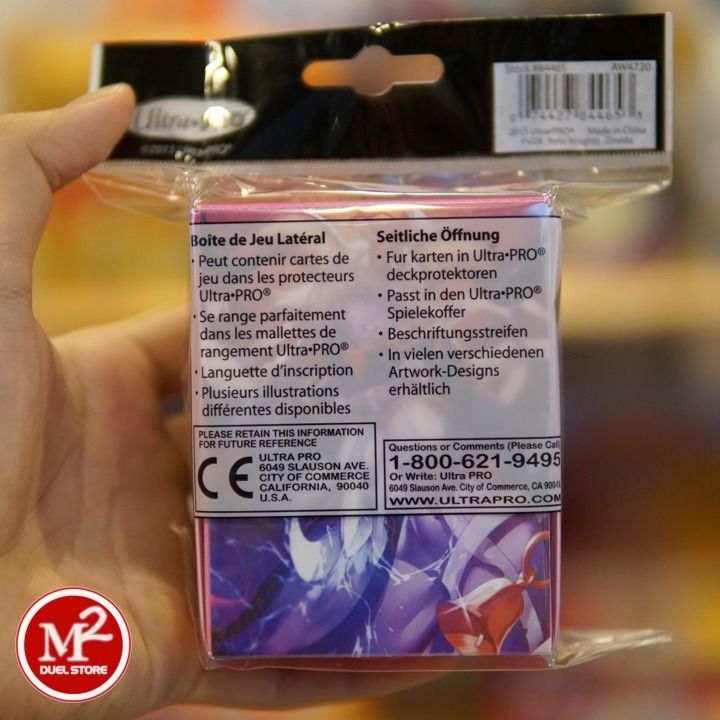 Stock #84465 AW4720
0 74427 84465 3
2015 Ultra•PRO® Made in China
Relic Knights, Zineda
Ultra•PRO®
Boîte de Jeu Latéral
• Peut contenir cartes de
jeu dans les protecteurs
Ultra•PRO®
• Se range parfaitement
dans les mallettes de
rangement Ultra•PRO®
• Languette d'inscription
• Plusieurs illustrations
différentes disponibles
Seitliche Öffnung
• Fur karten in Ultra•PRO®
deckprotektoren
• Passt in den Ultra•PRO®
Spielekoffer
• Beschriftungsstreifen
• In vielen verschiedenen
Artwork-Designs
erhältlich
PLEASE RETAIN THIS INFORMATION
FOR FUTURE REFERENCE
CE
ULTRA PRO
6049 SLAUSON AVE.
CITY OF COMMERCE
CALIFORNIA, 90040
U.S.A.
Questions or Comments (Please Call)
1-800-621-9495
Or Write: Ultra PRO
6049 Slauson Ave. City of Commerce, CA 90040
WWW.ULTRAPRO.COM
M2
DUEL STORE